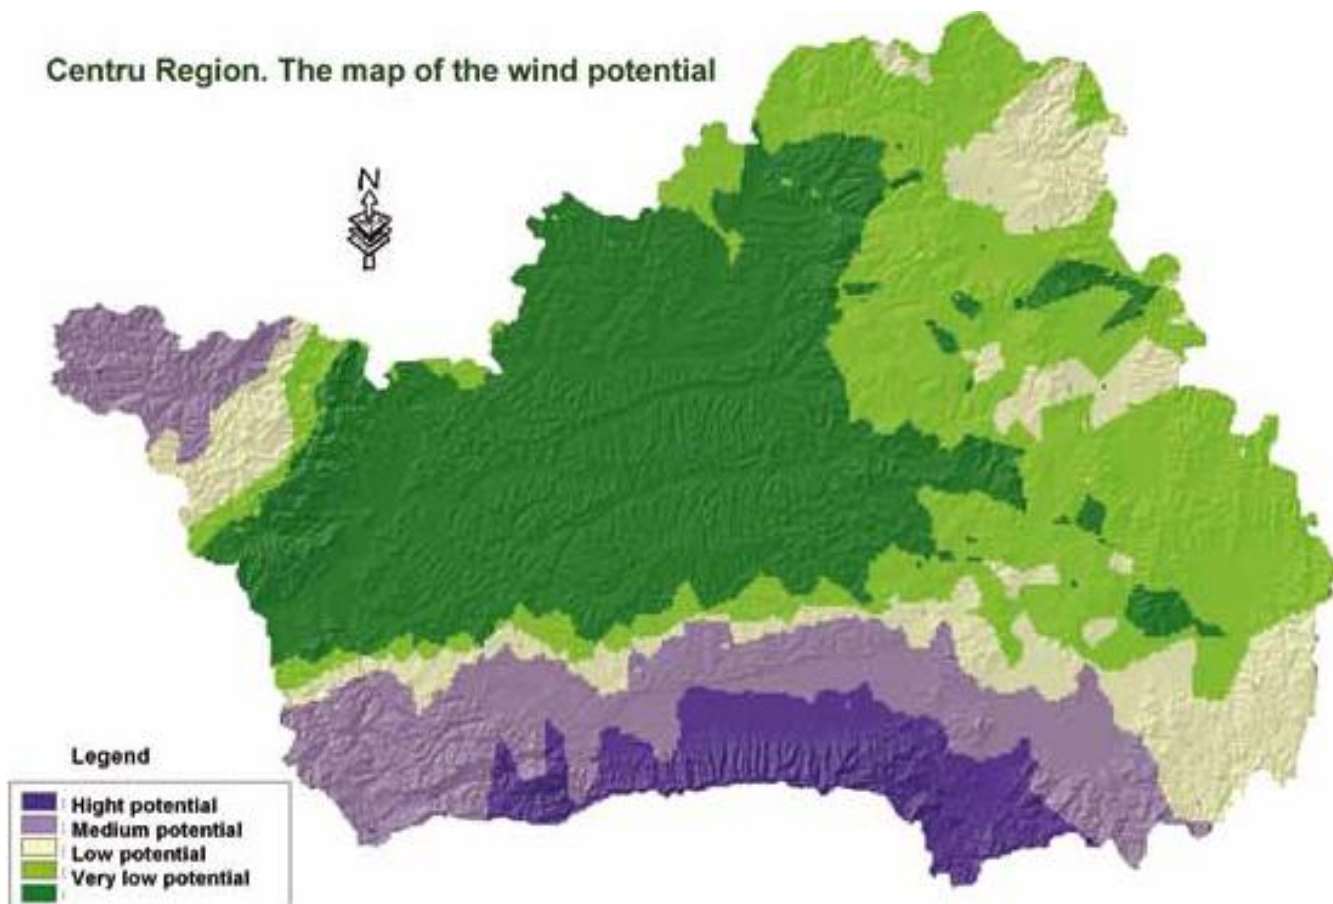 Centru Region. The map of the wind potential
N
Legend
Hight potential
Medium potential
Low potential
Very low potential